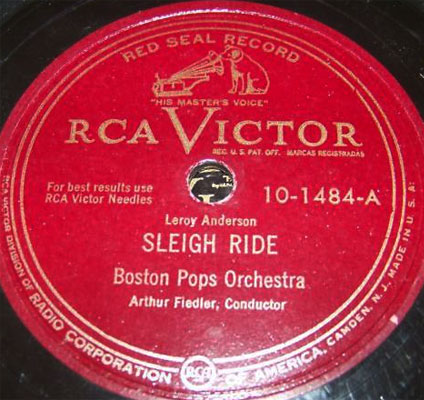 RED SEAL RECORD
"HIS MASTER'S VOICE"
RCA VICTOR
REG. U. S. PAT. OFF. MARCAS REGISTRADAS
For best results use
RCA Victor Needles
10-1484-A
Leroy Anderson
SLEIGH RIDE
Boston Pops Orchestra
Arthur Fiedler, Conductor
RCA VICTOR DIVISION OF RADIO CORPORATION OF AMERICA, CAMDEN, N. J., MADE IN U. S. A.
RCA